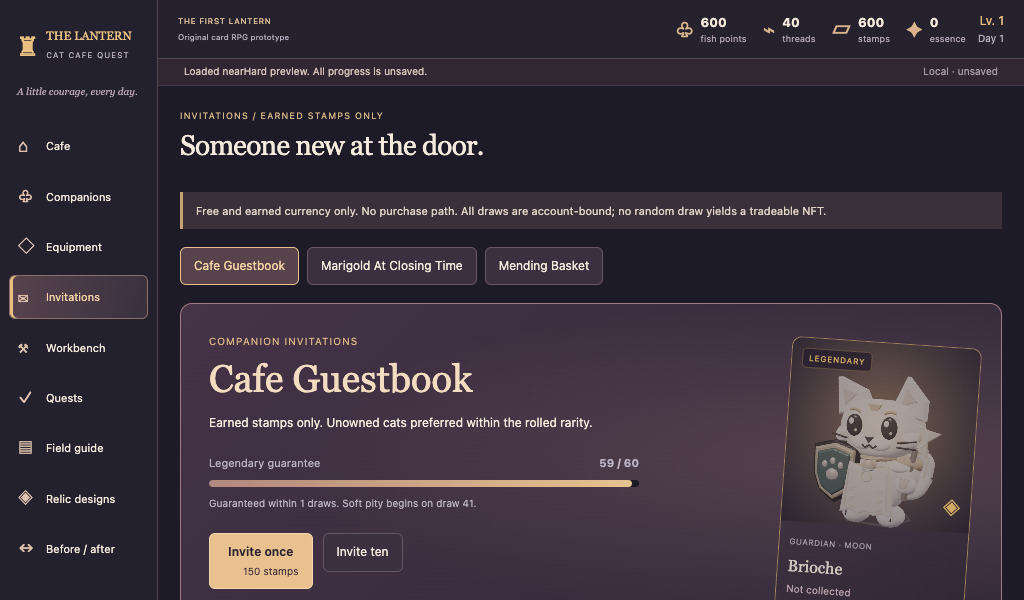 THE LANTERN
CAT CAFE QUEST
A little courage, every day.
Cafe
Companions
Equipment
Invitations
Workbench
Quests
Field guide
Relic designs
Before / after
THE FIRST LANTERN
Original card RPG prototype
600
fish points
40
threads
600
stamps
0
essence
Lv. 1
Day 1
Loaded nearHard preview. All progress is unsaved.
Local · unsaved
INVITATIONS / EARNED STAMPS ONLY
Someone new at the door.
Free and earned currency only. No purchase path. All draws are account-bound; no random draw yields a tradeable NFT.
Cafe Guestbook
Marigold At Closing Time
Mending Basket
COMPANION INVITATIONS
Cafe Guestbook
Earned stamps only. Unowned cats preferred within the rolled rarity.
Legendary guarantee
59 / 60
Guaranteed within 1 draws. Soft pity begins on draw 41.
Invite once
150 stamps
Invite ten
LEGENDARY
GUARDIAN · MOON
Brioche
Not collected